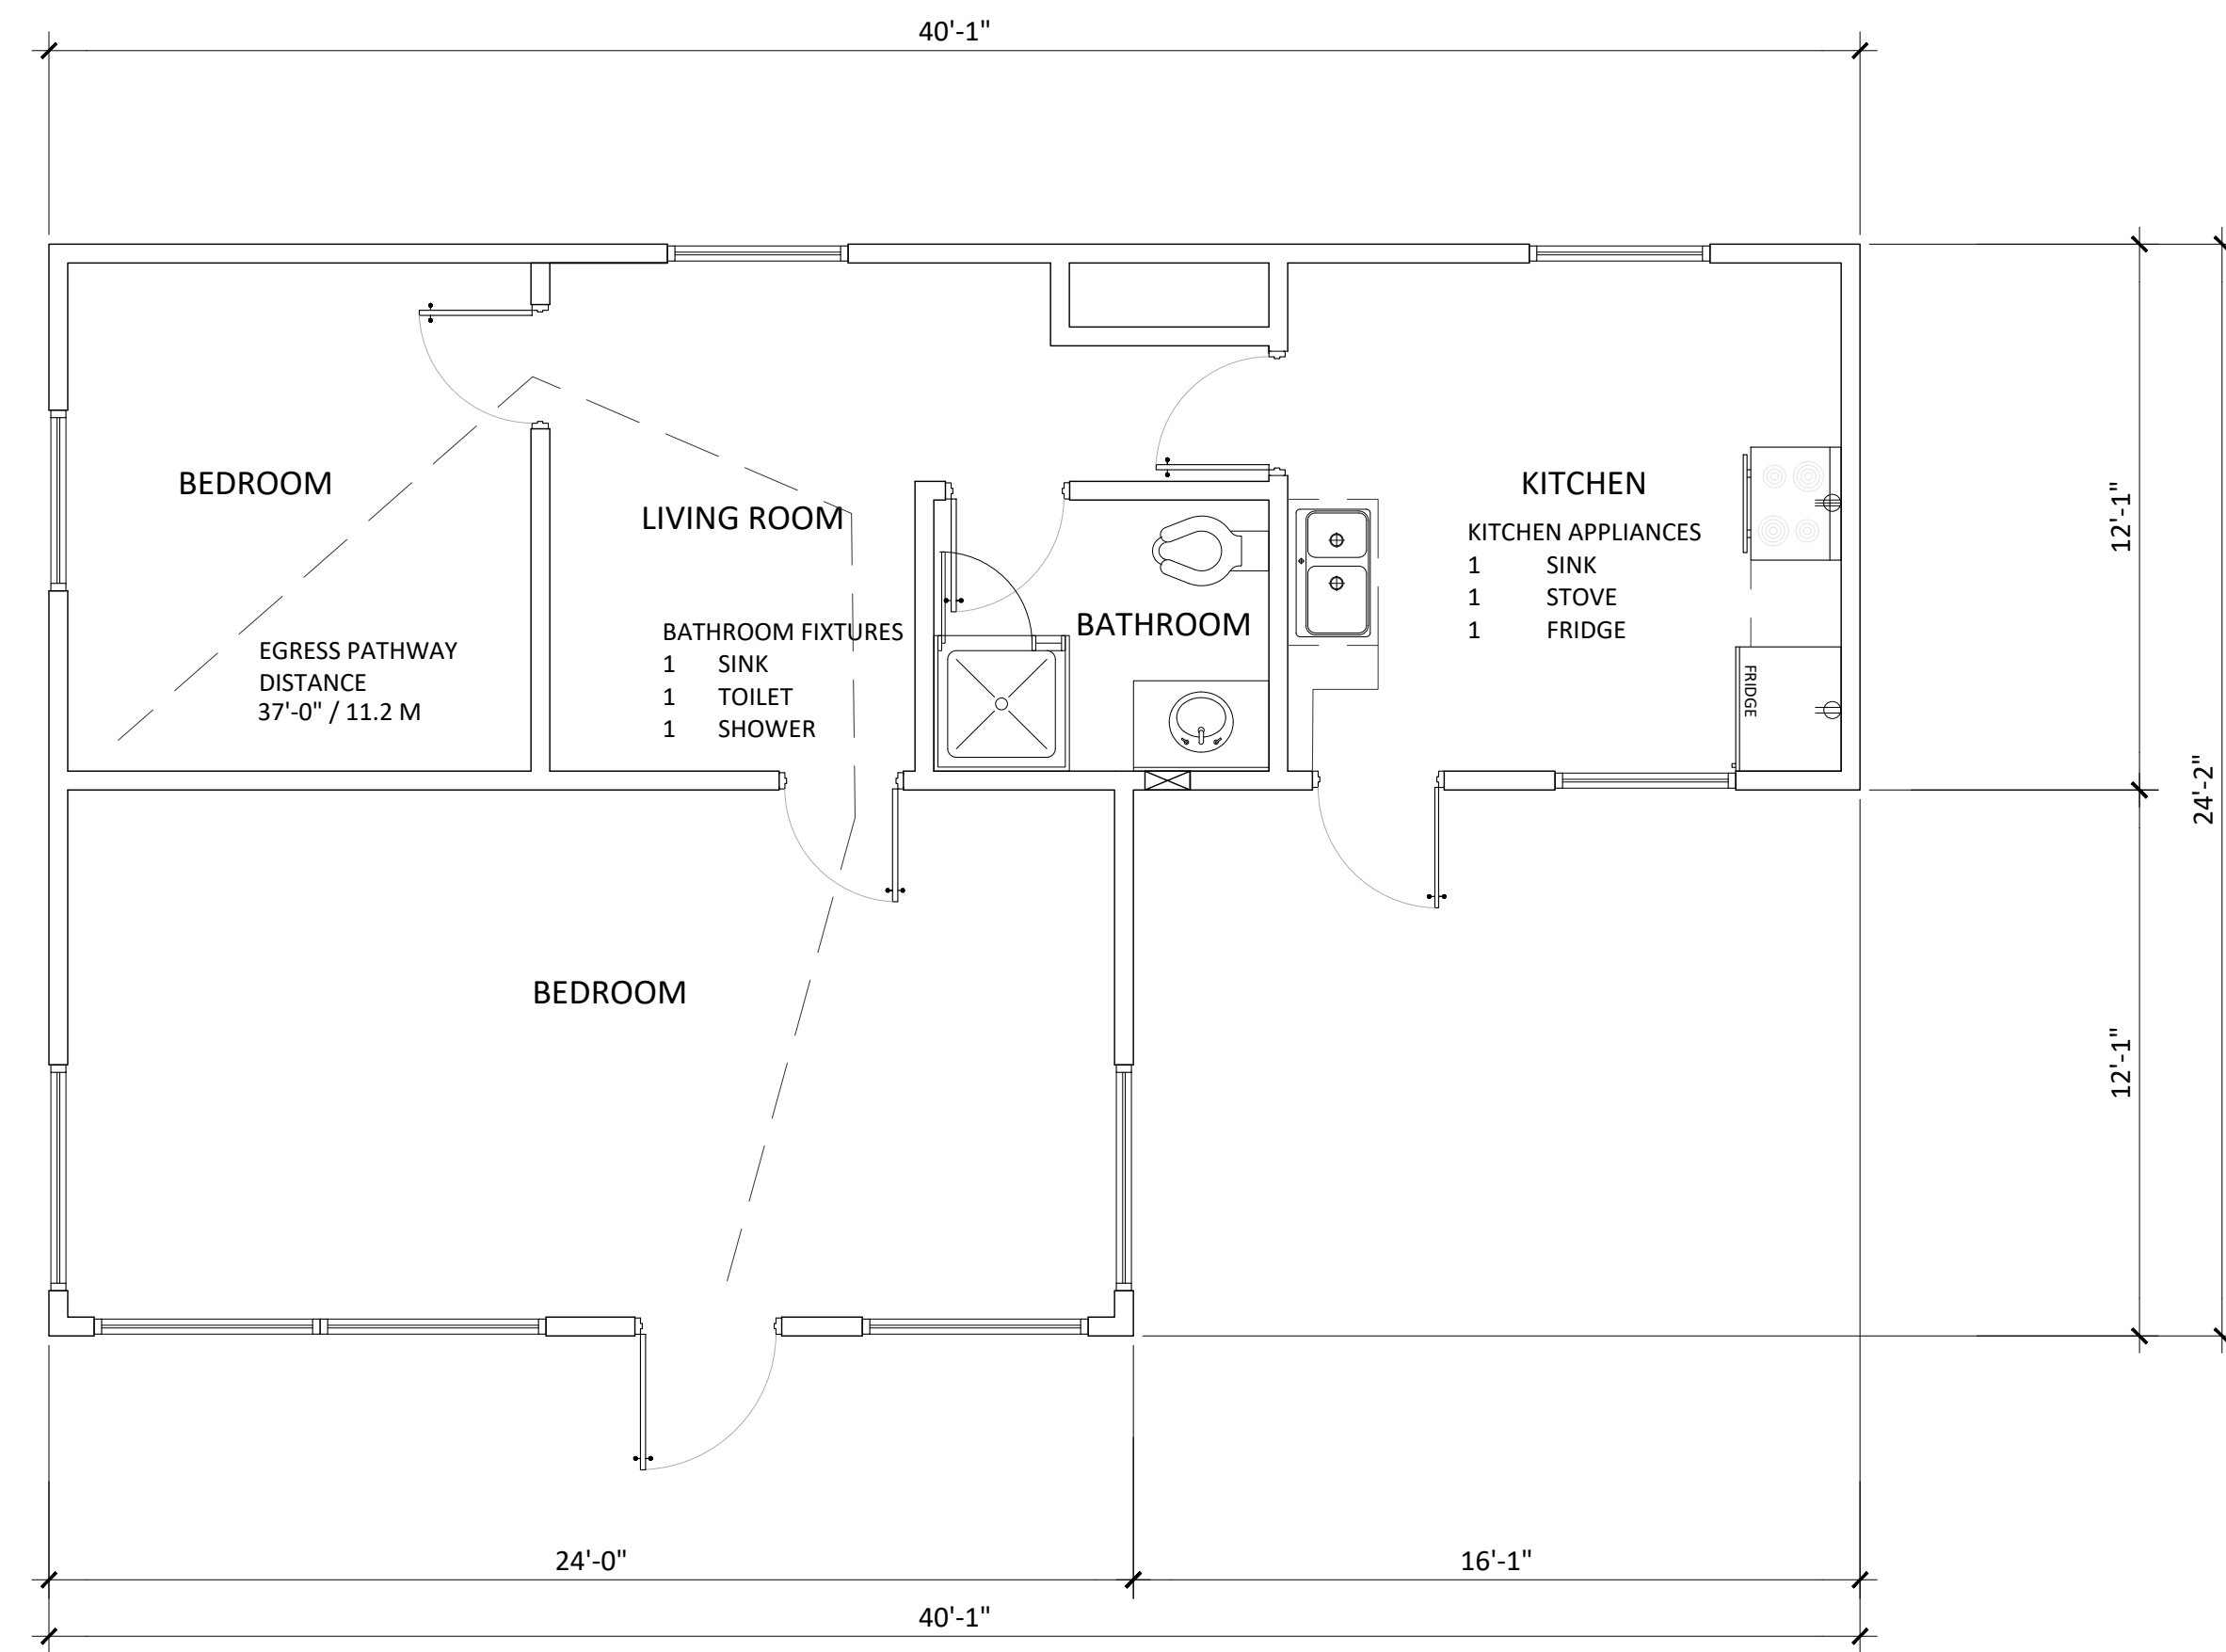 40'-1"
BEDROOM
LIVING ROOM
KITCHEN
KITCHEN APPLIANCES
1 SINK
1 STOVE
1 FRIDGE
12'-1"
BATHROOM
BATHROOM FIXTURES
1 SINK
1 TOILET
1 SHOWER
EGRESS PATHWAY
DISTANCE
37'-0" / 11.2 M
FRIDGE
24'-2"
BEDROOM
12'-1"
24'-0"
16'-1"
40'-1"